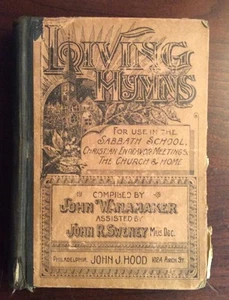 LIVING
HYMNS
FOR USE IN THE
SABBATH SCHOOL,
CHRISTIAN ENDEAVOR MEETINGS,
THE CHURCH & HOME
COMPILED BY
JOHN WANAMAKER
ASSISTED BY
JOHN R. SWENEY MUS. DOC.
PHILADELPHIA. JOHN J. HOOD 1024 ARCH ST.